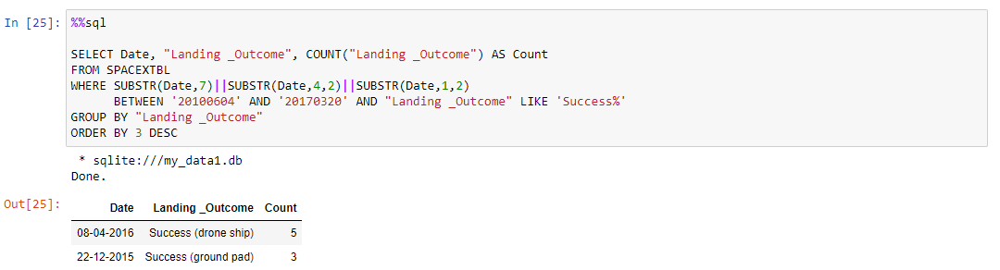 In [25]: %%sql
SELECT Date, "Landing _Outcome", COUNT("Landing _Outcome") AS Count
FROM SPACEXTBL
WHERE SUBSTR(Date,7)||SUBSTR(Date,4,2)||SUBSTR(Date,1,2)
BETWEEN '20100604' AND '20170320' AND "Landing _Outcome" LIKE 'Success%'
GROUP BY "Landing _Outcome"
ORDER BY 3 DESC
* sqlite:///my_data1.db
Done.
Out[25]:
Date Landing _Outcome Count
08-04-2016 Success (drone ship) 5
22-12-2015 Success (ground pad) 3